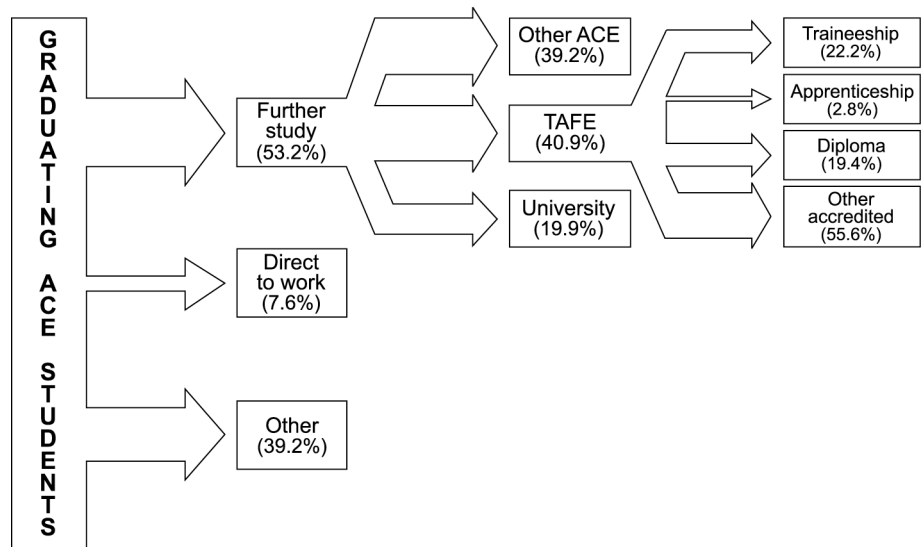 GRADUATING ACE STUDENTS
Further
study
(53.2%)
Direct
to work
(7.6%)
Other
(39.2%)
Other ACE
(39.2%)
TAFE
(40.9%)
University
(19.9%)
Traineeship
(22.2%)
Apprenticeship
(2.8%)
Diploma
(19.4%)
Other
accredited
(55.6%)